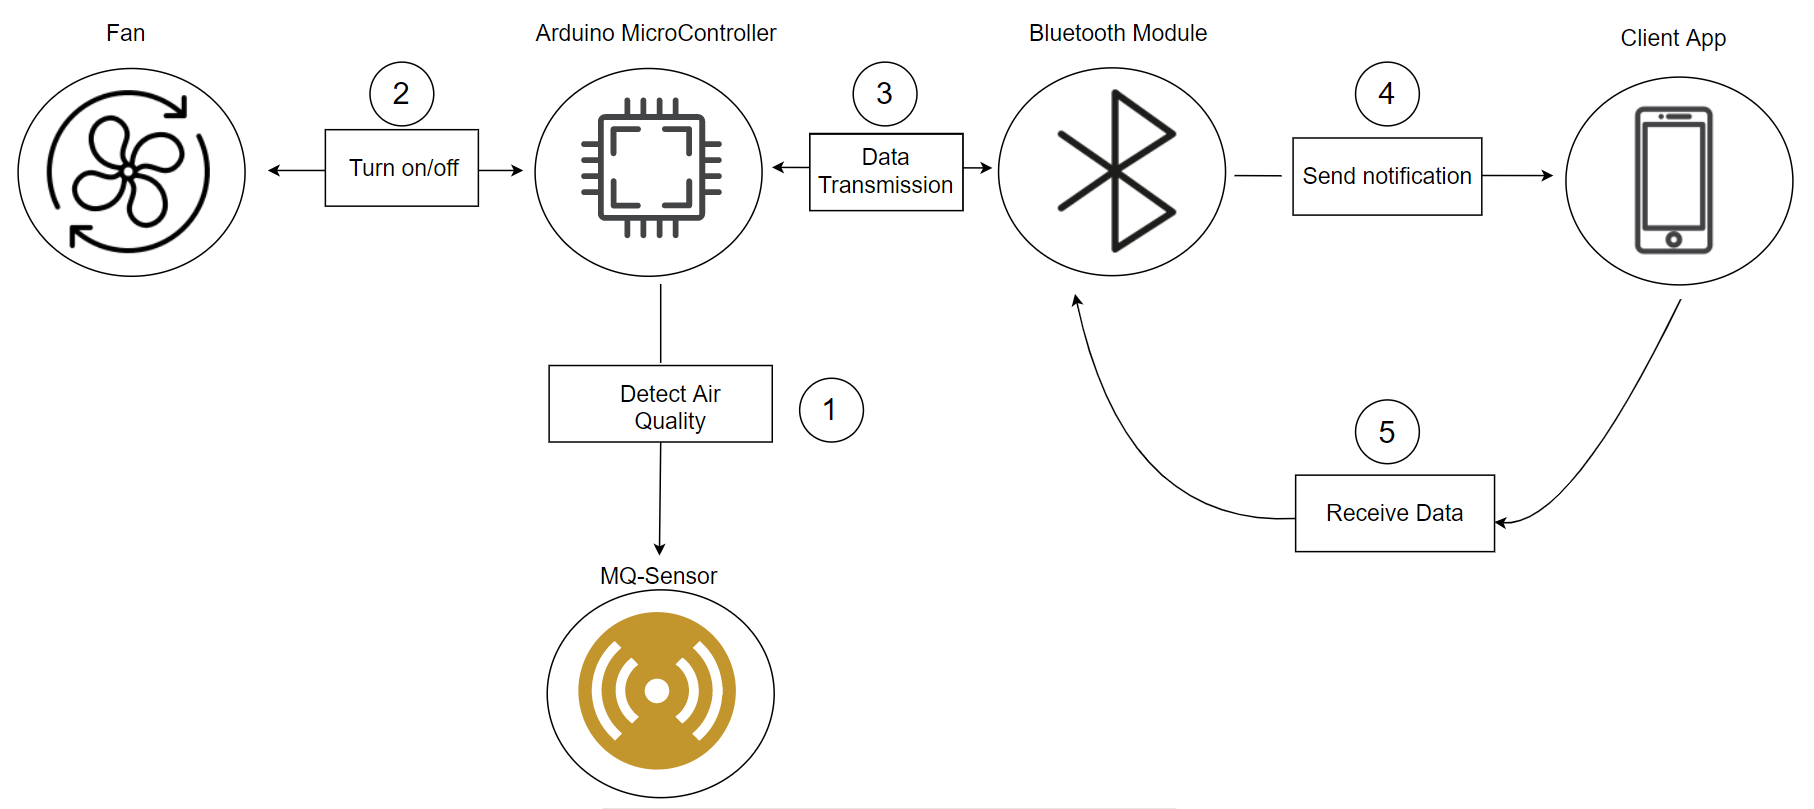 Fan
Arduino MicroController
Bluetooth Module
Client App
2
3
4
Turn on/off
Data
Transmission
Send notification
Detect Air
Quality
1
5
Receive Data
MQ-Sensor